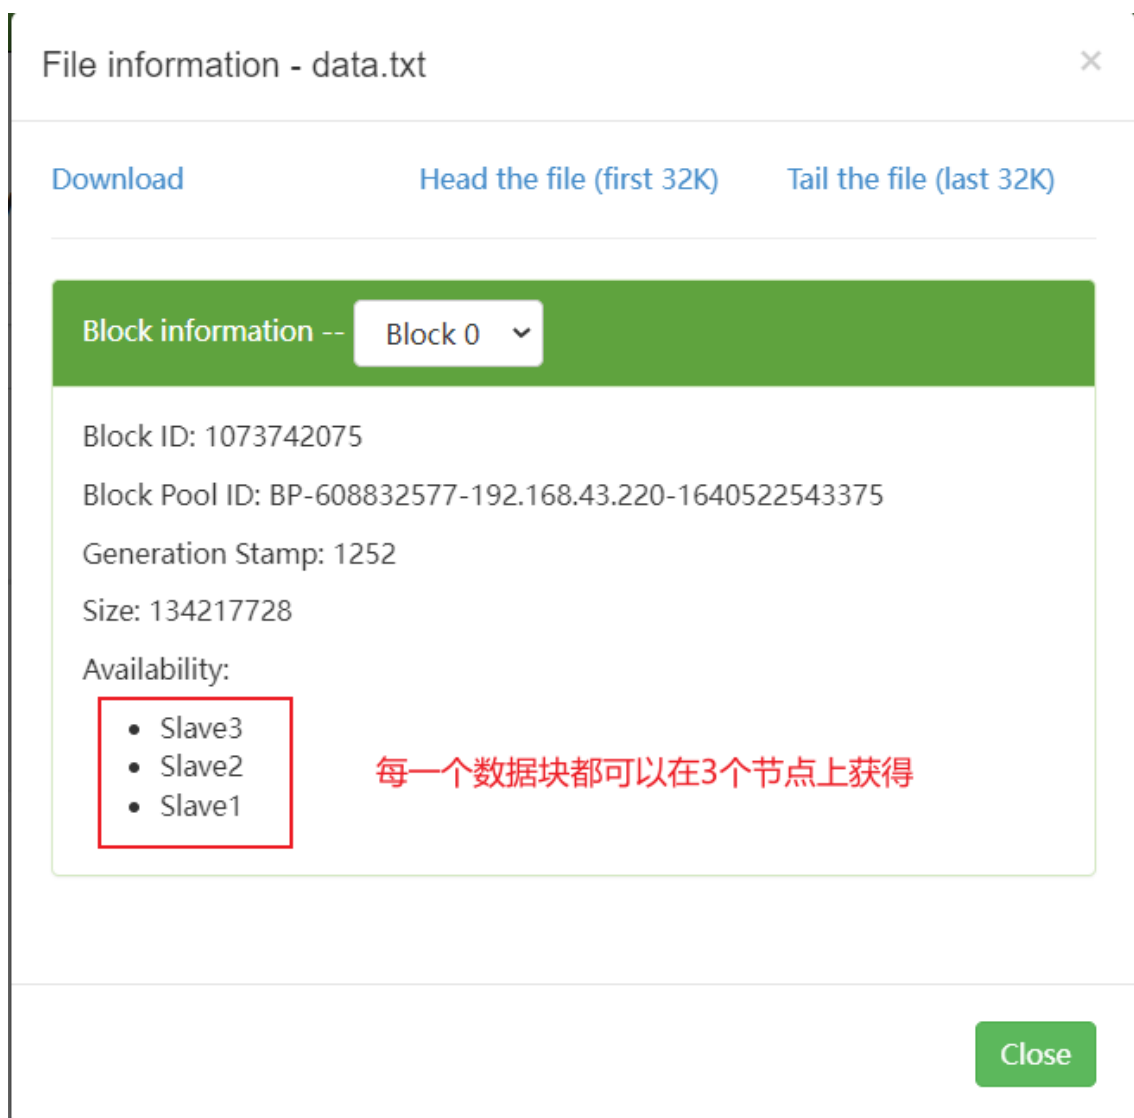 File information - data.txt
×
Download
Head the file (first 32K)
Tail the file (last 32K)
Block information -- Block 0
Block ID: 1073742075
Block Pool ID: BP-608832577-192.168.43.220-1640522543375
Generation Stamp: 1252
Size: 134217728
Availability:
Slave3
Slave2
Slave1
每一个数据块都可以在3个节点上获得
Close